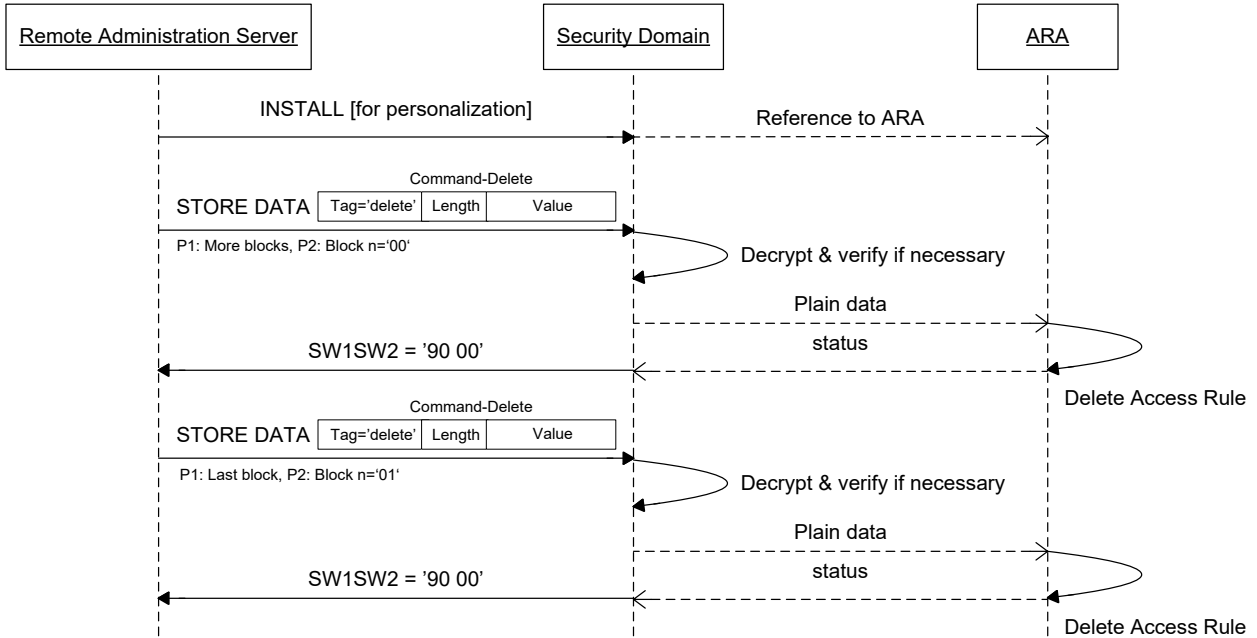 Remote Administration Server
Security Domain
ARA
INSTALL [for personalization]
Reference to ARA
Command-Delete
STORE DATA Tag=’delete’ Length Value
P1: More blocks, P2: Block n=‘00‘
Decrypt & verify if necessary
Plain data
SW1SW2 = ’90 00’
status
Delete Access Rule
Command-Delete
STORE DATA Tag=’delete’ Length Value
P1: Last block, P2: Block n=‘01‘
Decrypt & verify if necessary
Plain data
SW1SW2 = ’90 00’
status
Delete Access Rule